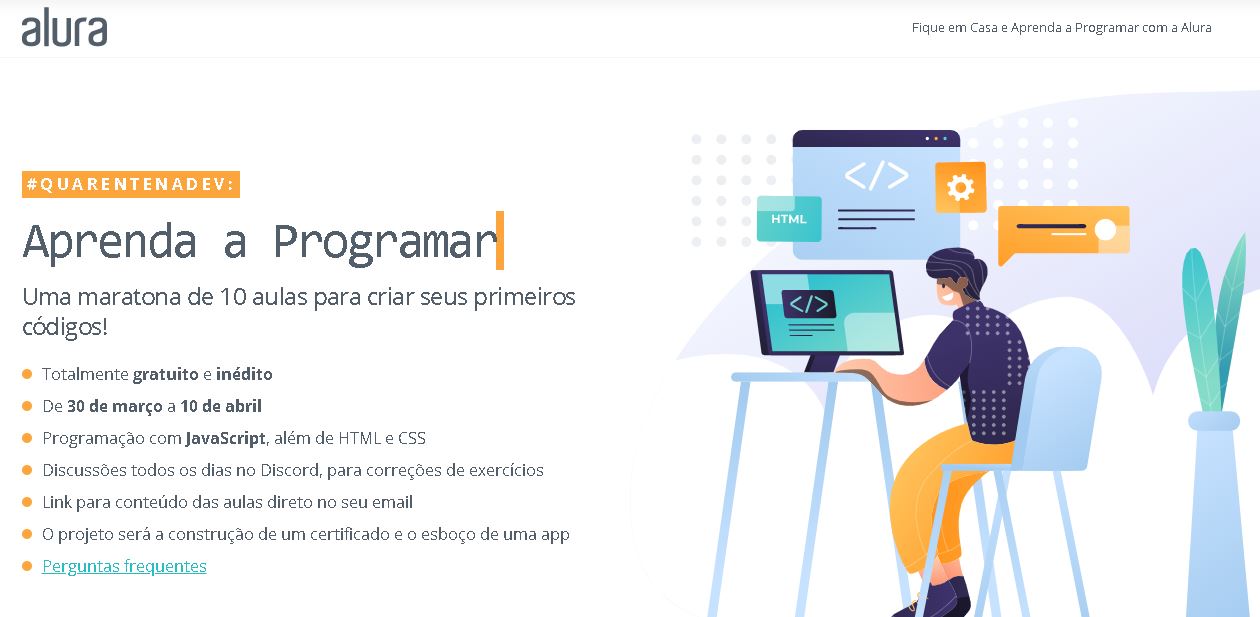 alura
Fique em Casa e Aprenda a Programar com a Alura
#QUARENTENADEV:
Aprenda a Programar
Uma maratona de 10 aulas para criar seus primeiros
códigos!
Totalmente gratuito e inédito
De 30 de março a 10 de abril
Programação com JavaScript, além de HTML e CSS
Discussões todos os dias no Discord, para correções de exercícios
Link para conteúdo das aulas direto no seu email
O projeto será a construção de um certificado e o esboço de uma app
Perguntas frequentes
</>
HTML
</>